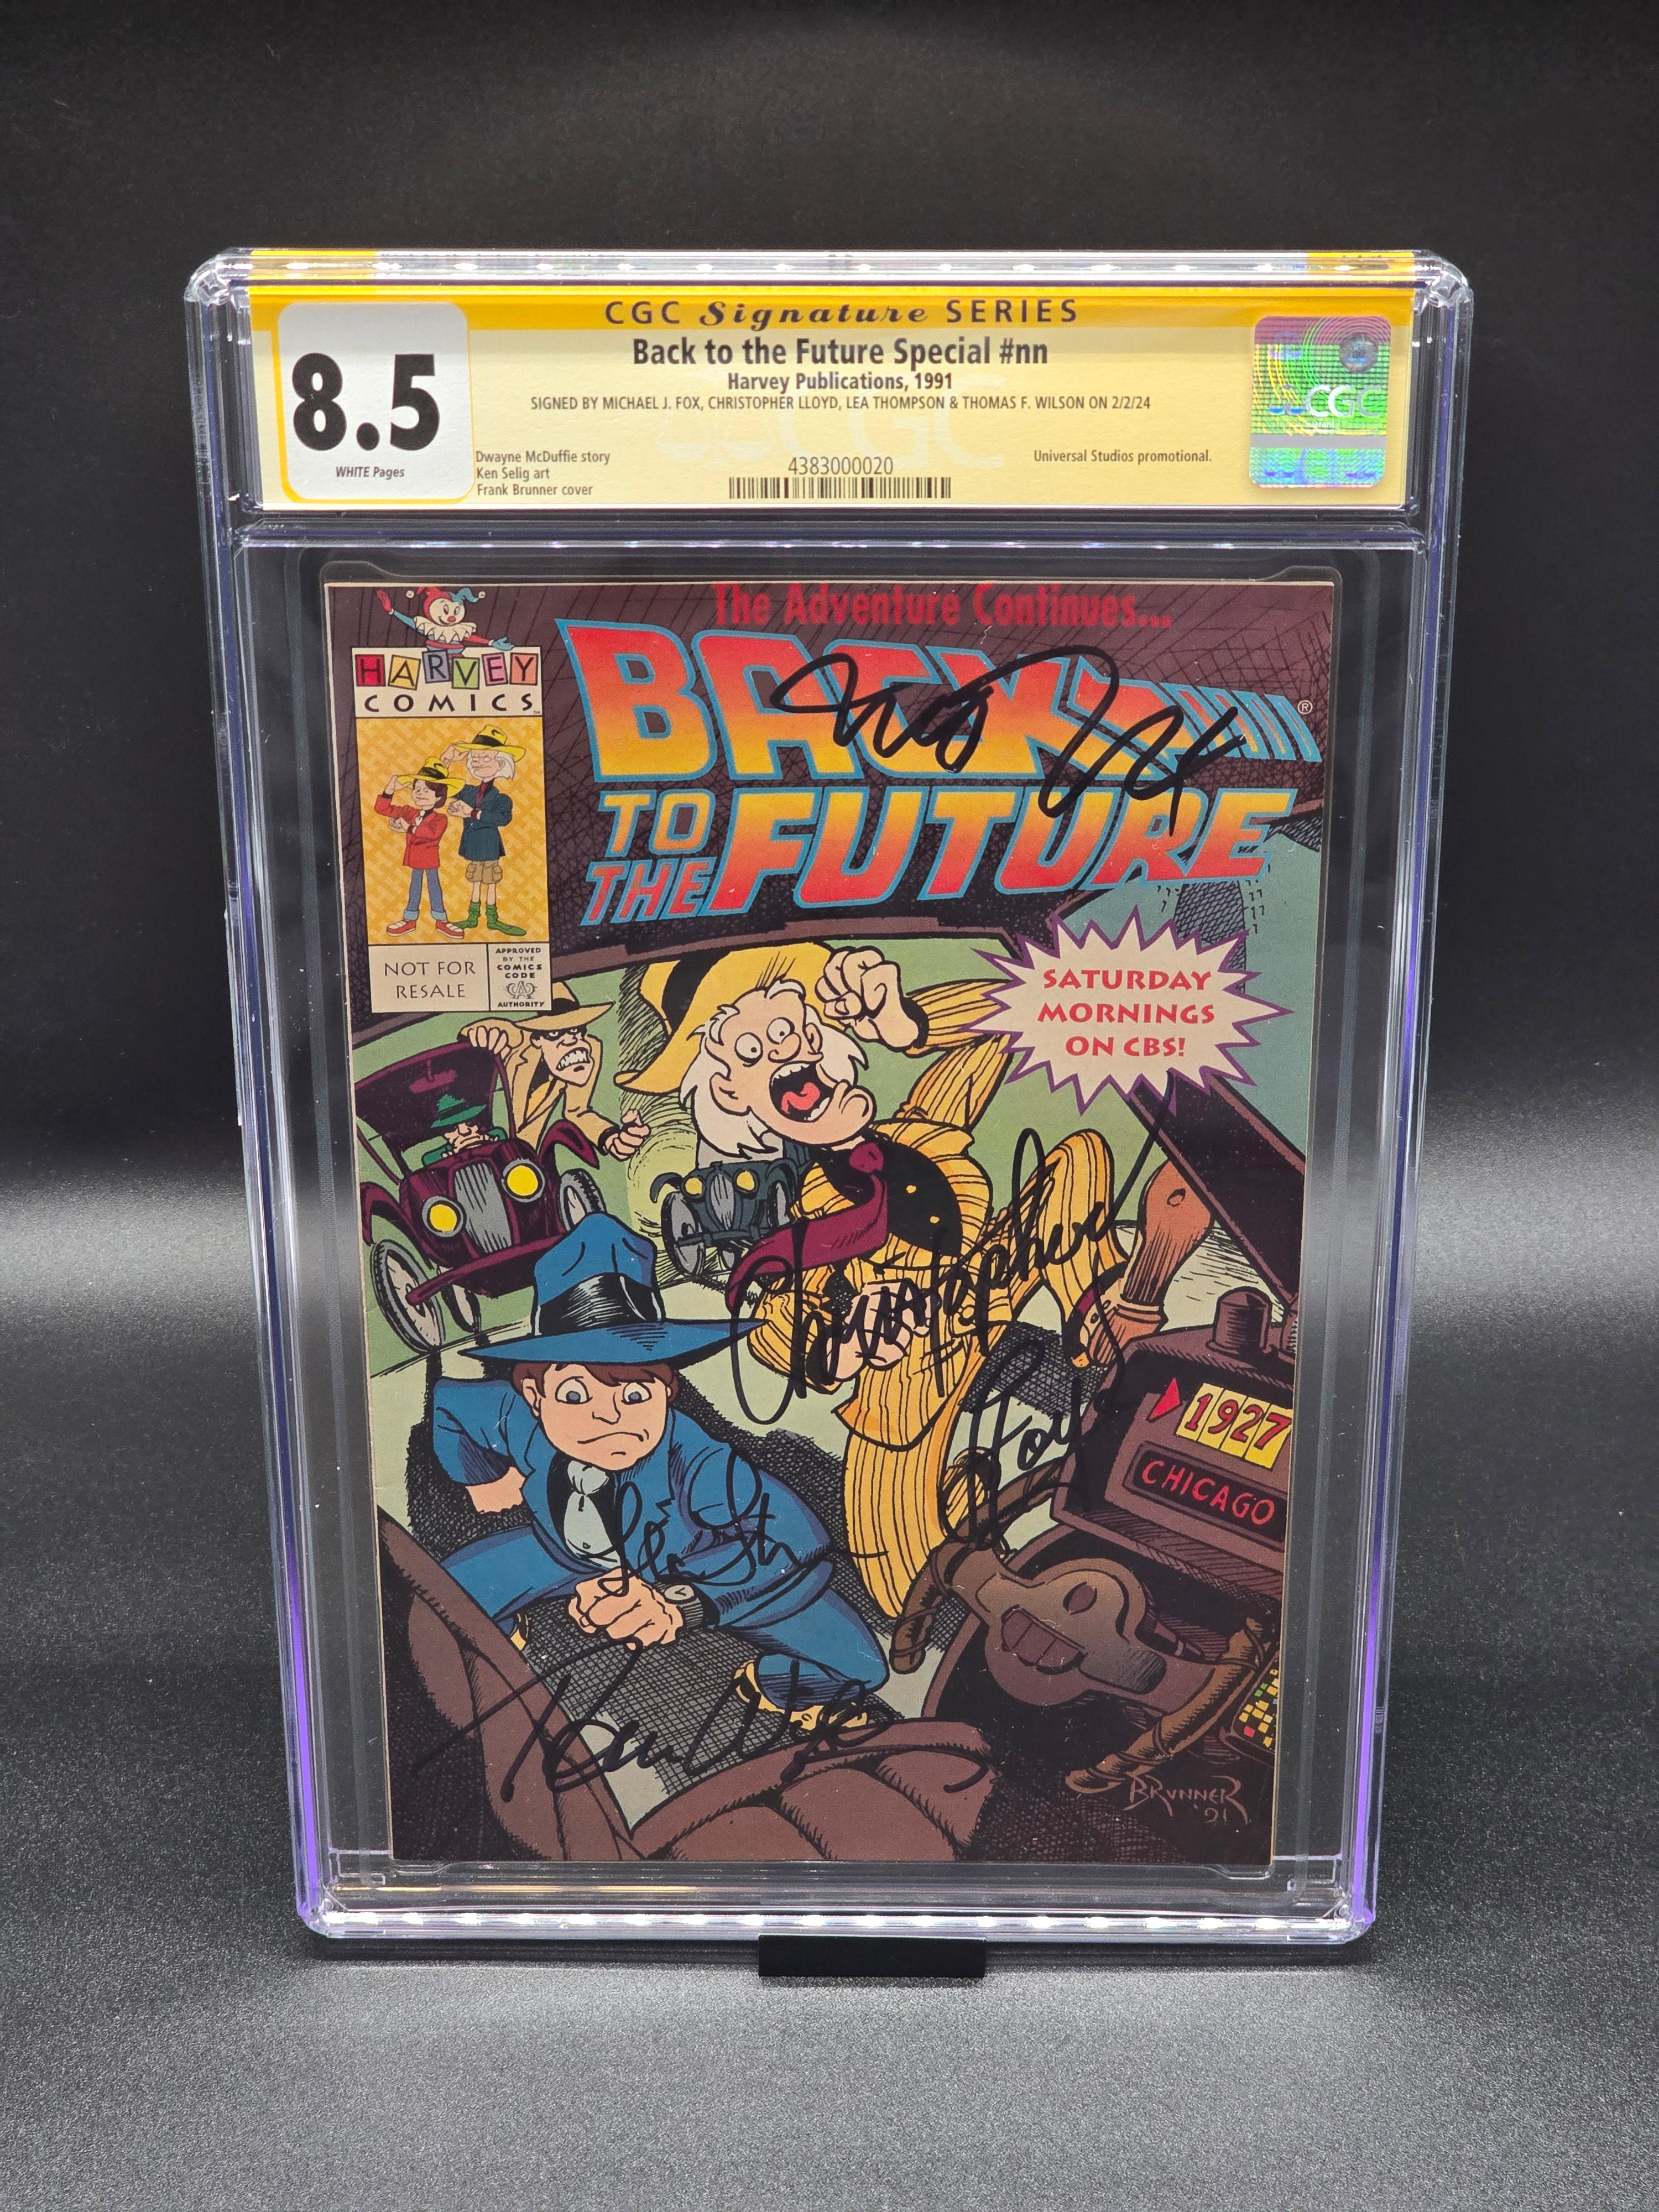 CGC Signature SERIES
Back to the Future Special #nn
Harvey Publications, 1991
SIGNED BY MICHAEL J. FOX, CHRISTOPHER LLOYD, LEA THOMPSON & THOMAS F. WILSON ON 2/2/24
8.5
WHITE Pages
Dwayne McDuffie story
Ken Selig art
Frank Brunner cover
4383000020
Universal Studios promotional.
CGC
The Adventure Continues...
HARVEY
COMICS
BACK
TO THE FUTURE ®
NOT FOR
RESALE
APPROVED
BY THE
COMICS
CODE
AUTHORITY
SATURDAY
MORNINGS
ON CBS!
Christopher
Lloyd
1927
CHICAGO
BRUNNER
'91